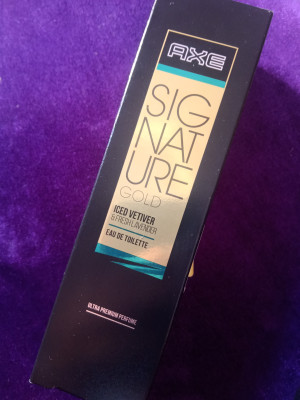 AXE
SIG
NAT
URE
GOLD
ICED VETIVER
& FRESH LAVENDER
EAU DE TOILETTE
ULTRA PREMIUM PERFUME